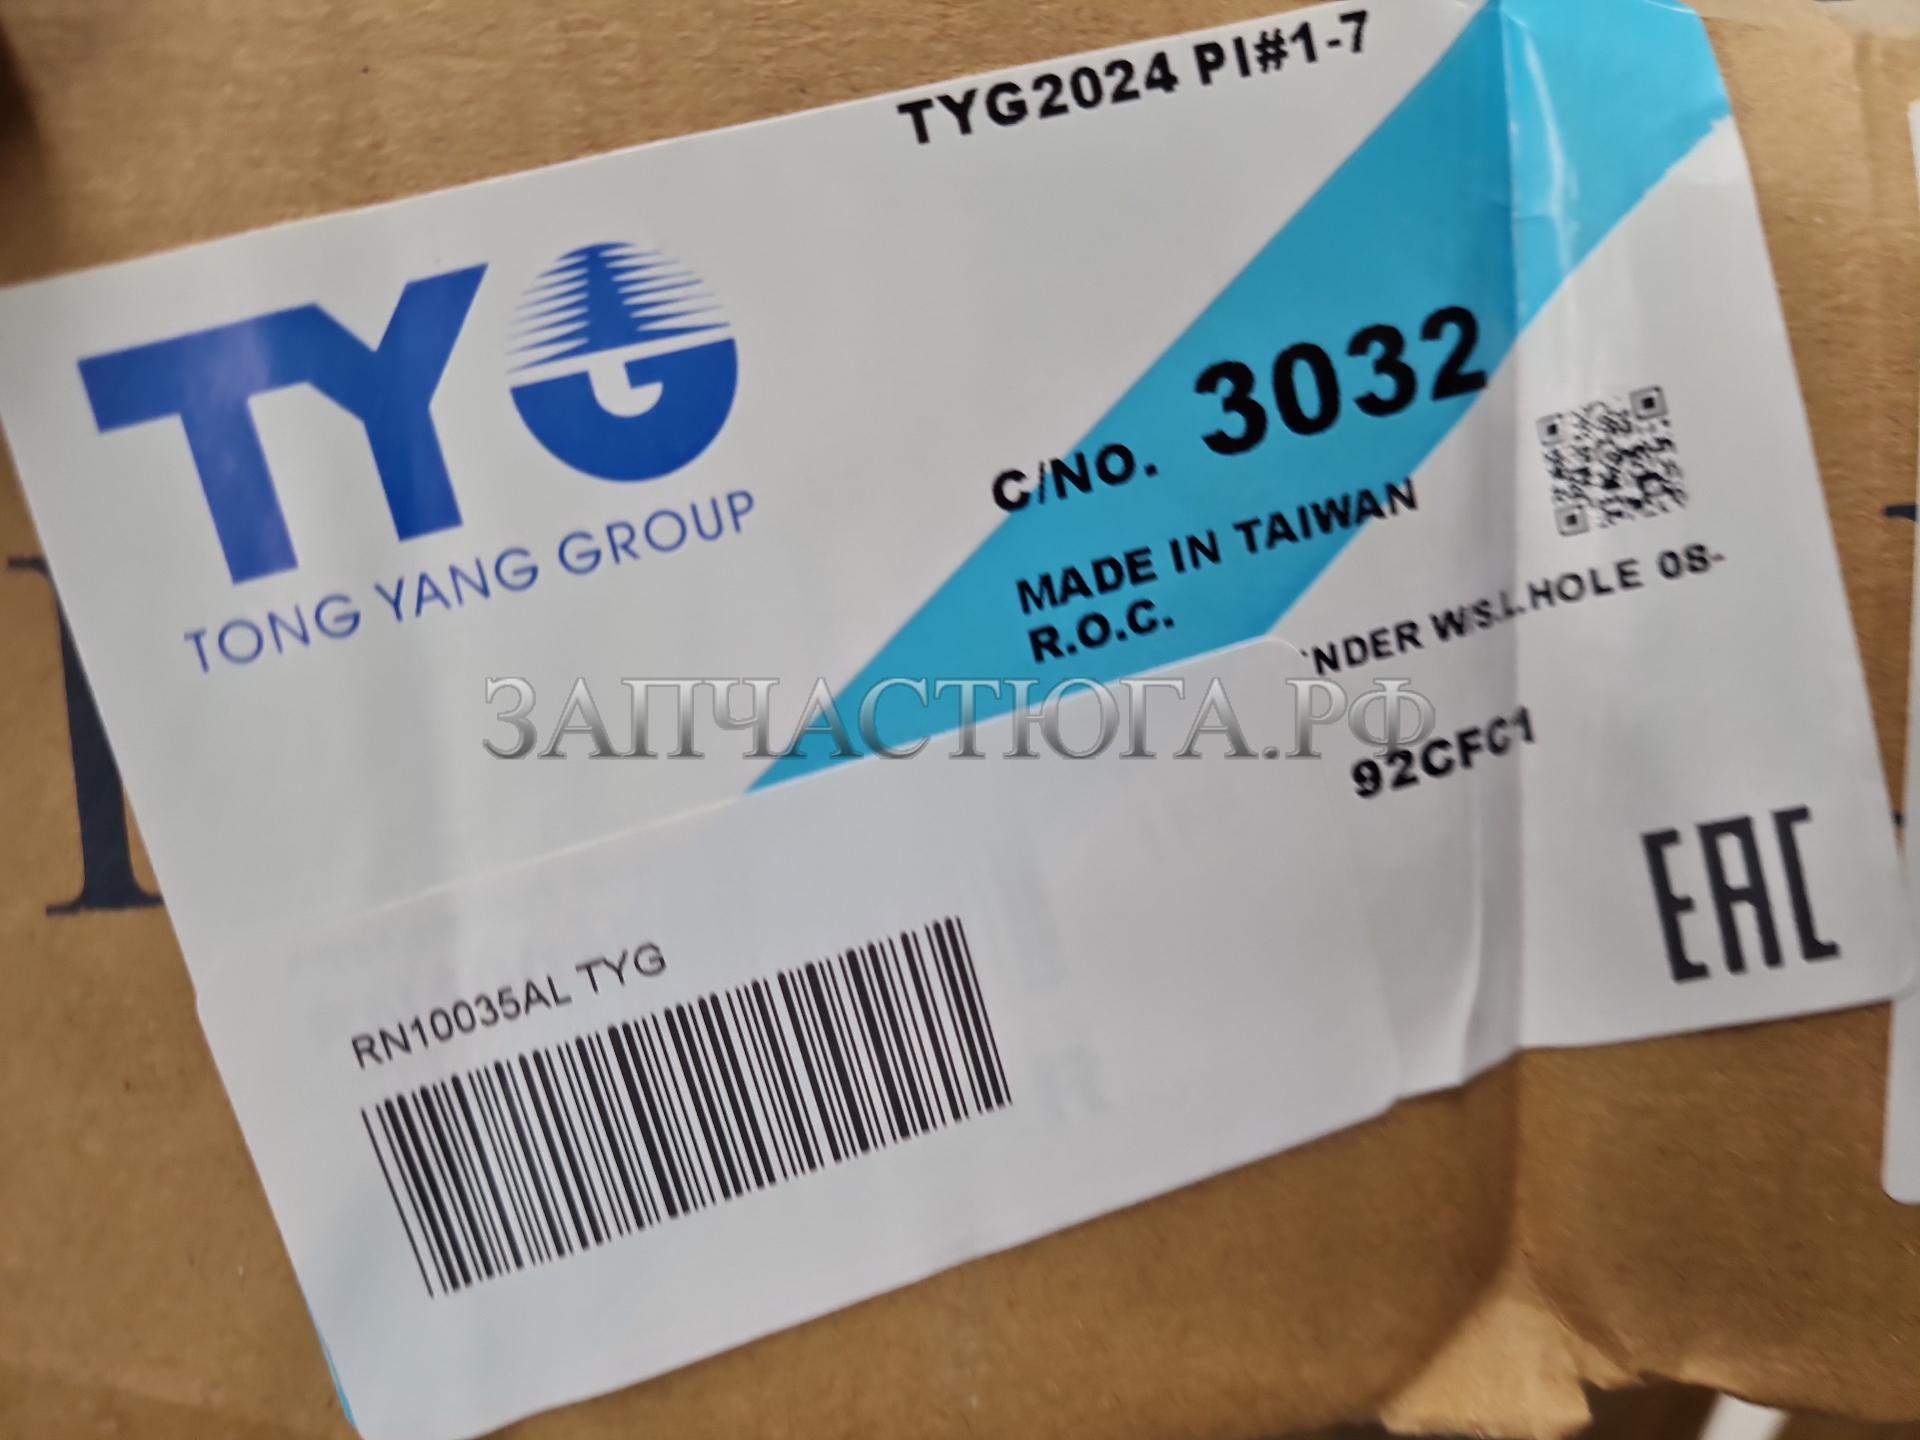 TYG2024 PI#1-7
TYG
TONG YANG GROUP
C/NO. 3032
MADE IN TAIWAN
R.O.C.
NDER W/S.L.HOLE 08-
ЗАПЧАСТЮГА.РФ
92CFC1
EAC
RN10035AL TYG